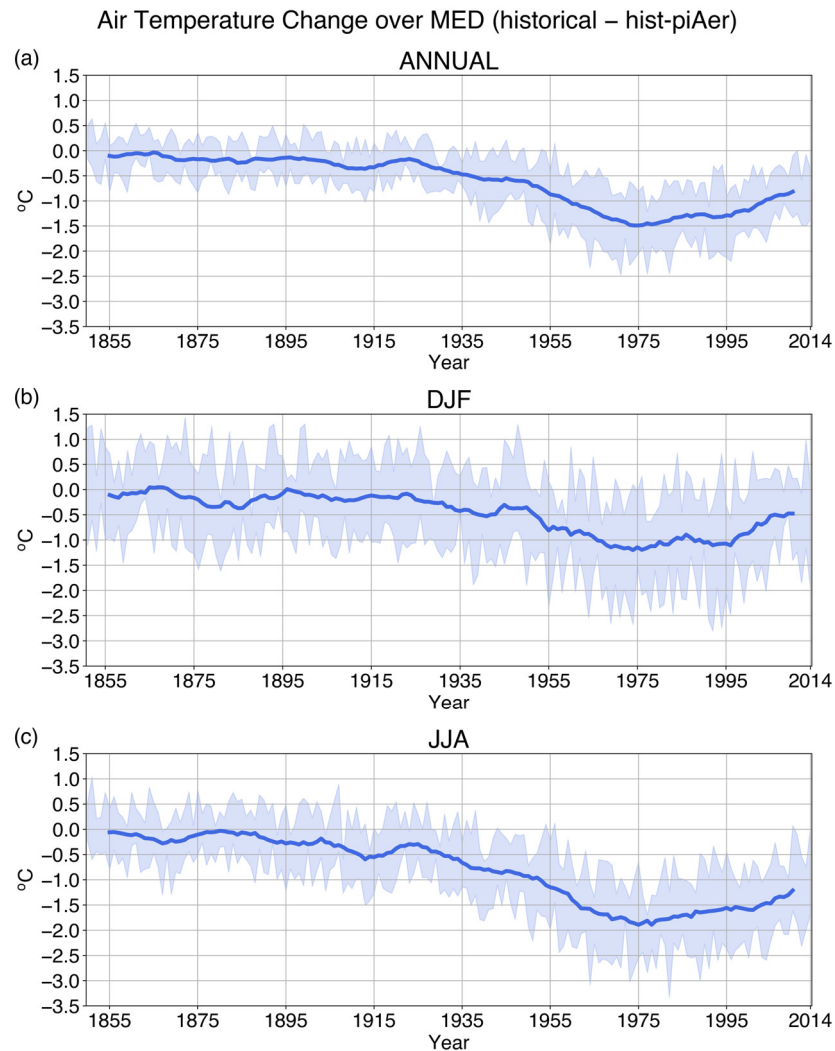 Air Temperature Change over MED (historical – hist-piAer)
(a)
ANNUAL
1.5
1.0
0.5
0.0
−0.5
−1.0
−1.5
−2.0
−2.5
−3.0
−3.5
°C
1855 1875 1895 1915 1935 1955 1975 1995 2014
Year
(b)
DJF
1.5
1.0
0.5
0.0
−0.5
−1.0
−1.5
−2.0
−2.5
−3.0
−3.5
°C
1855 1875 1895 1915 1935 1955 1975 1995 2014
Year
(c)
JJA
1.5
1.0
0.5
0.0
−0.5
−1.0
−1.5
−2.0
−2.5
−3.0
−3.5
°C
1855 1875 1895 1915 1935 1955 1975 1995 2014
Year